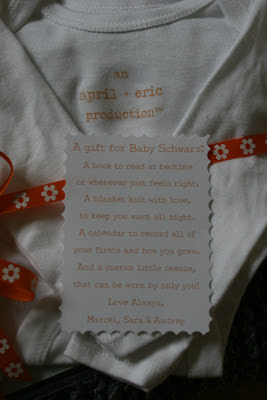 an
april + eric
production™
A gift for Baby Schwarz:
A book to read at bedtime
or whenever just feels right.
A blanket knit with love,
to keep you warm all night.
A calendar to record all of
your firsts and how you grew.
And a custom little onesie,
that can be worn by only you!
Love Always,
Marcel, Sara & Audrey